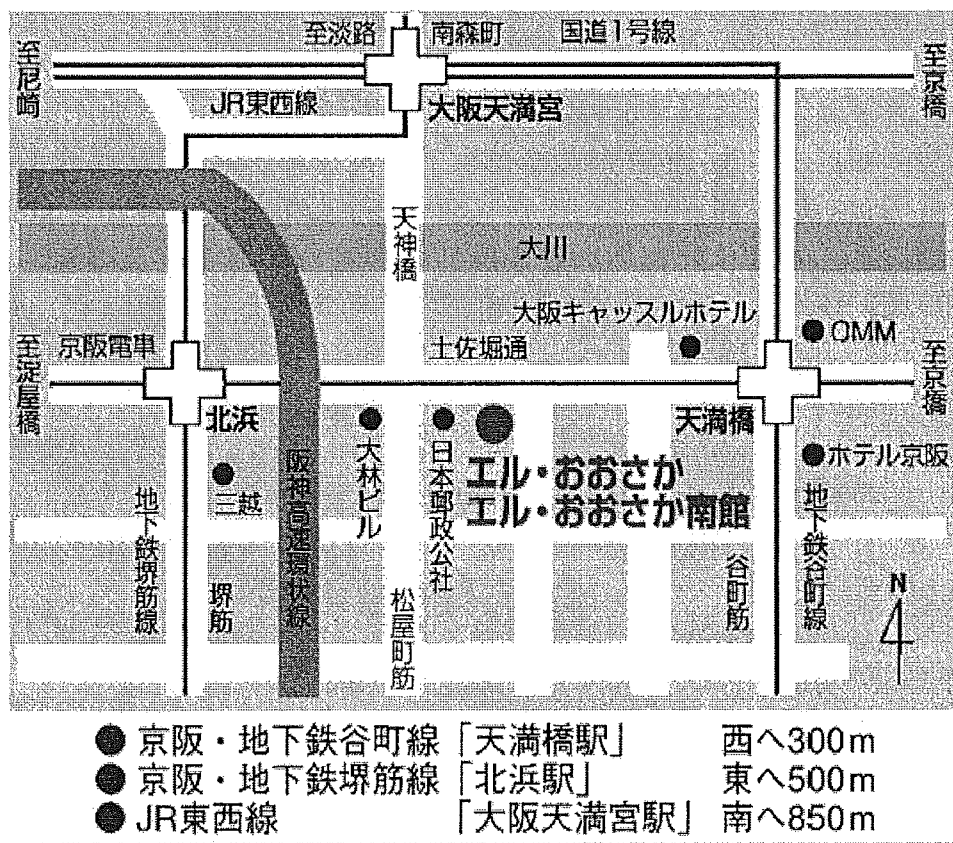 至淡路
南森町
国道1号線
至尼崎
至京橋
JR東西線
大阪天満宮
天神橋
大川
大阪キャッスルホテル
OMM
至淀屋橋
京阪電車
土佐堀通
至京橋
北浜
天満橋
三越
阪神高速環状線
大林ビル
日本郵政公社
エル・おおさか
エル・おおさか南館
ホテル京阪
地下鉄堺筋線
堺筋
松屋町筋
谷町筋
地下鉄谷町線
N
●京阪・地下鉄谷町線「天満橋駅」 西へ300m
●京阪・地下鉄堺筋線「北浜駅」 東へ500m
●JR東西線 「大阪天満宮駅」 南へ850m